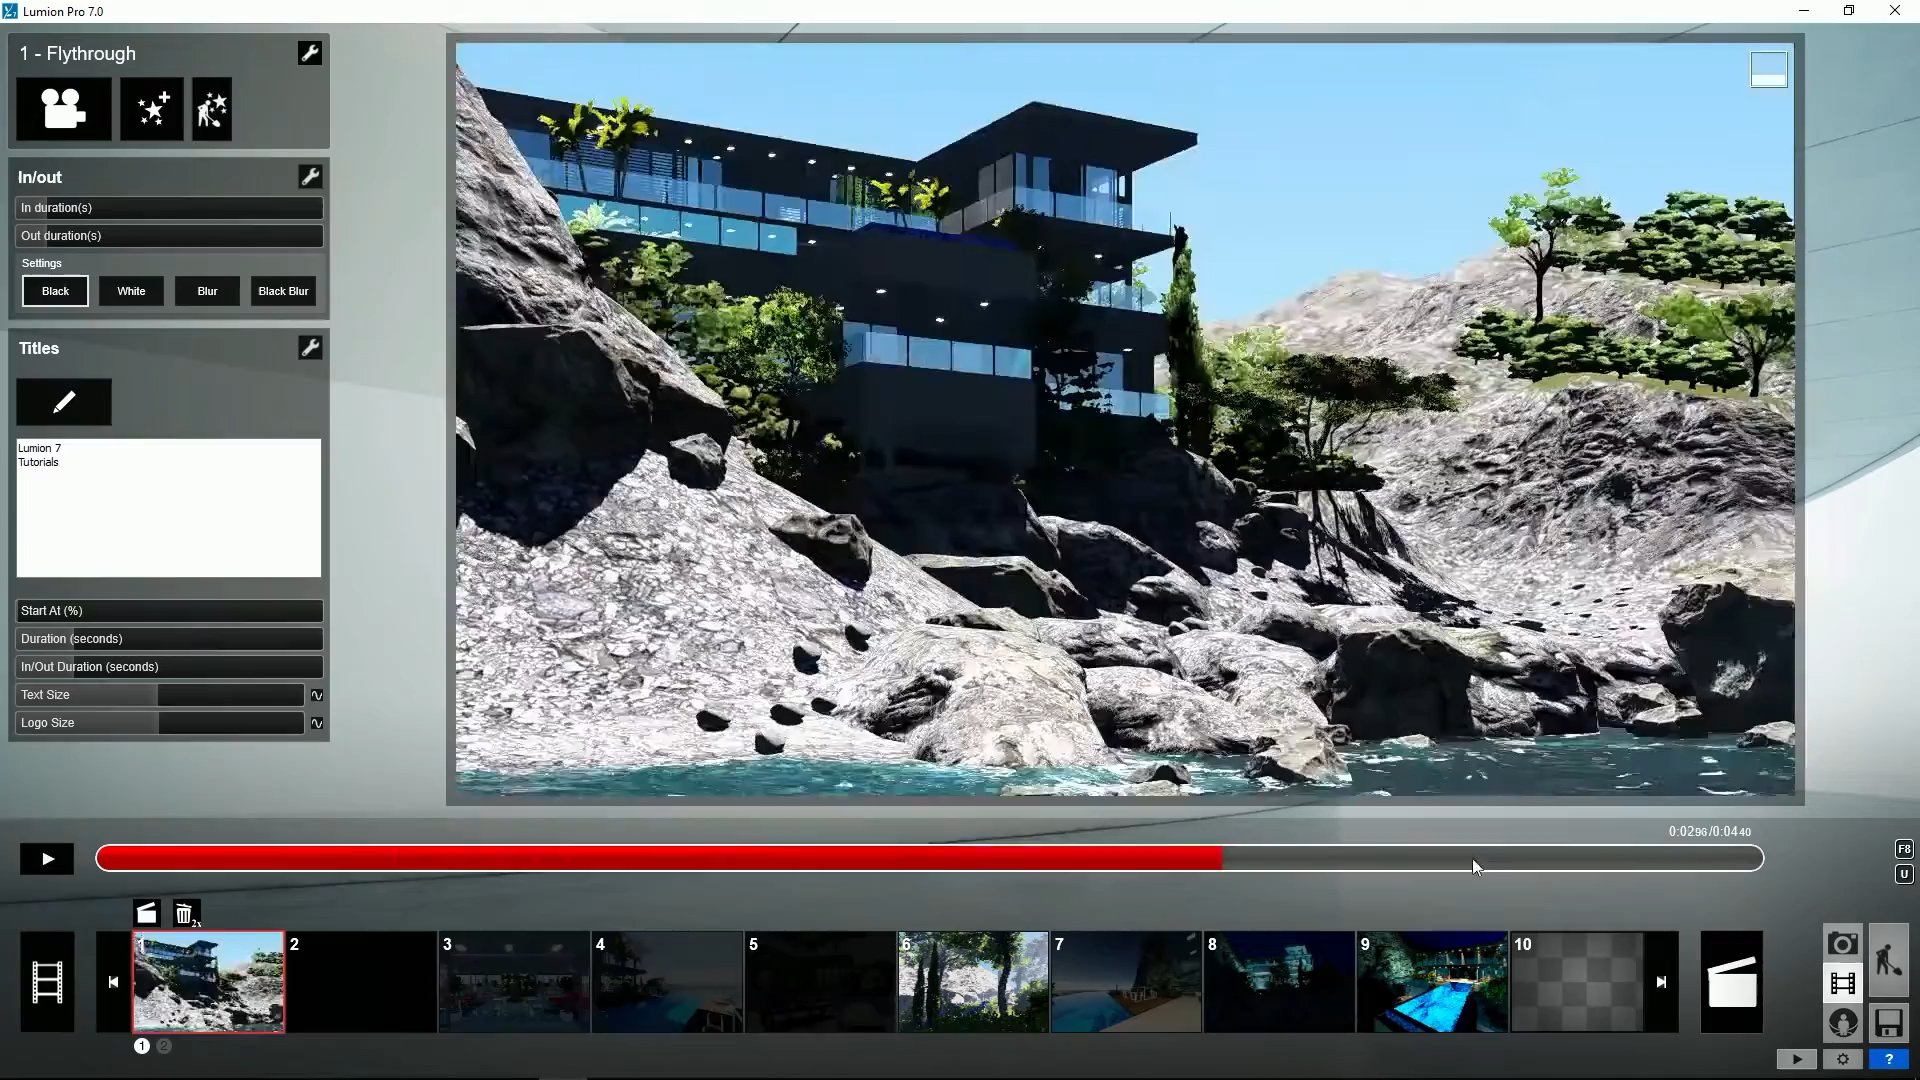 Lumion Pro 7.0
1 - Flythrough
In/out
In duration(s)
Out duration(s)
Settings
Black
White
Blur
Black Blur
Titles
Lumion 7
Tutorials
Start At (%)
Duration (seconds)
In/Out Duration (seconds)
Text Size
Logo Size
0:0296/0:0440
F8
U
2x
1
2
3
4
5
6
7
8
9
10
1
2
?